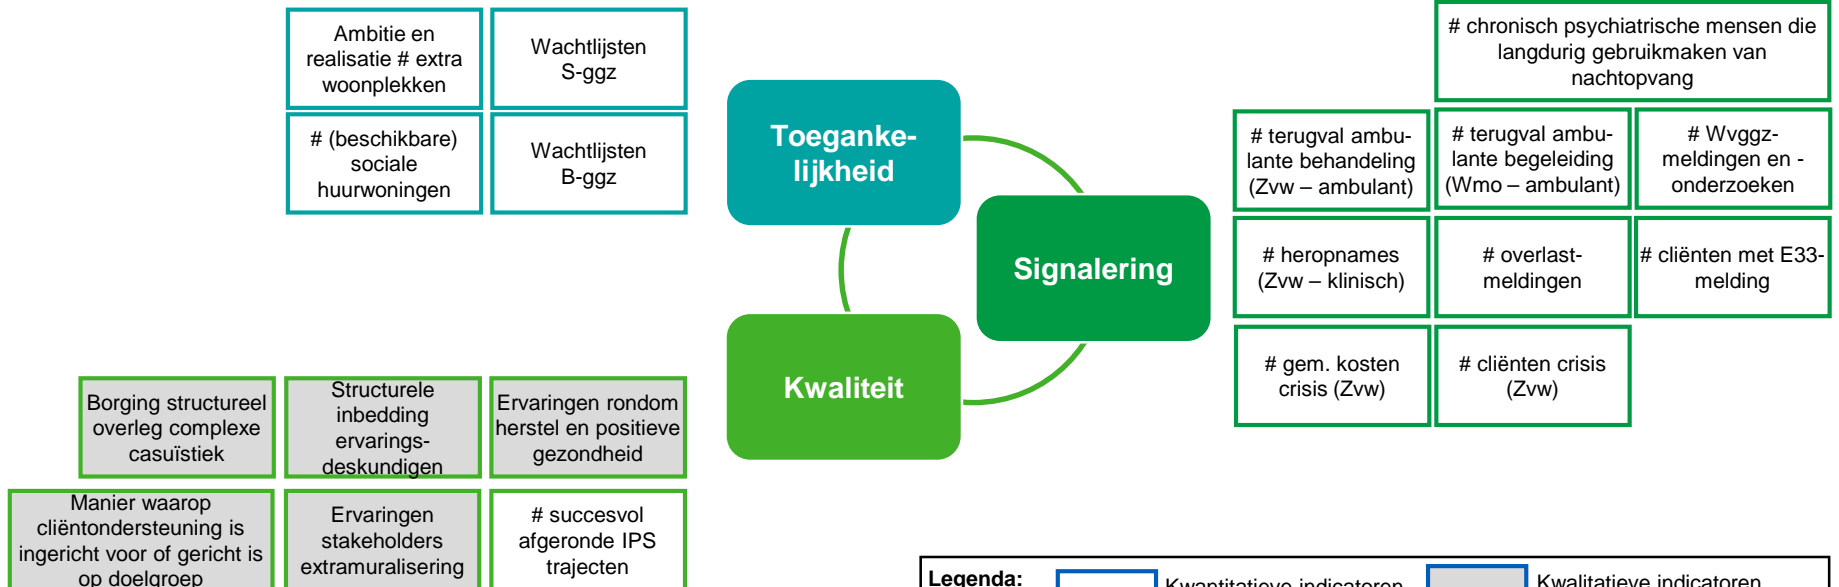 Ambitie en
realisatie # extra
woonplekken
Wachtlijsten
S-ggz
# (beschikbare)
sociale
huurwoningen
Wachtlijsten
B-ggz
Toeganke-
lijkheid
Signalering
Kwaliteit
# chronisch psychiatrische mensen die
langdurig gebruikmaken van
nachtopvang
# terugval ambu-
lante behandeling
(Zvw – ambulant)
# terugval ambu-
lante begeleiding
(Wmo – ambulant)
# Wvggz-
meldingen en -
onderzoeken
# heropnames
(Zvw – klinisch)
# overlast-
meldingen
# cliënten met E33-
melding
# gem. kosten
crisis (Zvw)
# cliënten crisis
(Zvw)
Borging structureel
overleg complexe
casuïstiek
Structurele
inbedding
ervarings-
deskundigen
Ervaringen rondom
herstel en positieve
gezondheid
Manier waarop
cliëntondersteuning is
ingericht voor of gericht is
op doelgroep
Ervaringen
stakeholders
extramuralisering
# succesvol
afgeronde IPS
trajecten
Legenda:
Kwantitatieve indicatoren
Kwalitatieve indicatoren